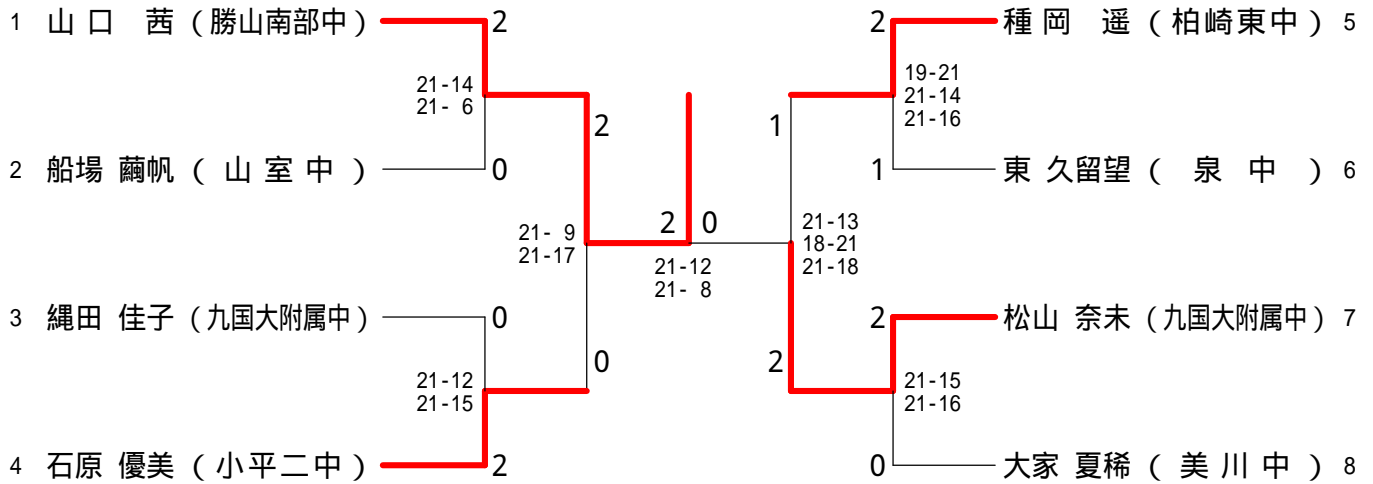 1 山口 茜 (勝山南部中) 2
21-14
21- 6
2 船場 繭帆 ( 山 室 中 ) 0
2
21- 9
21-17
3 縄田 佳子 (九国大附属中) 0
21-12
21-15
0
4 石原 優美 (小平二中) 2
2 0
21-12
21- 8
2 種岡 遥 (柏崎東中) 5
19-21
21-14
21-16
1
1 東 久留望 ( 泉 中 ) 6
21-13
18-21
21-18
2 松山 奈未 (九国大附属中) 7
2
21-15
21-16
0 大家 夏稀 ( 美 川 中 ) 8